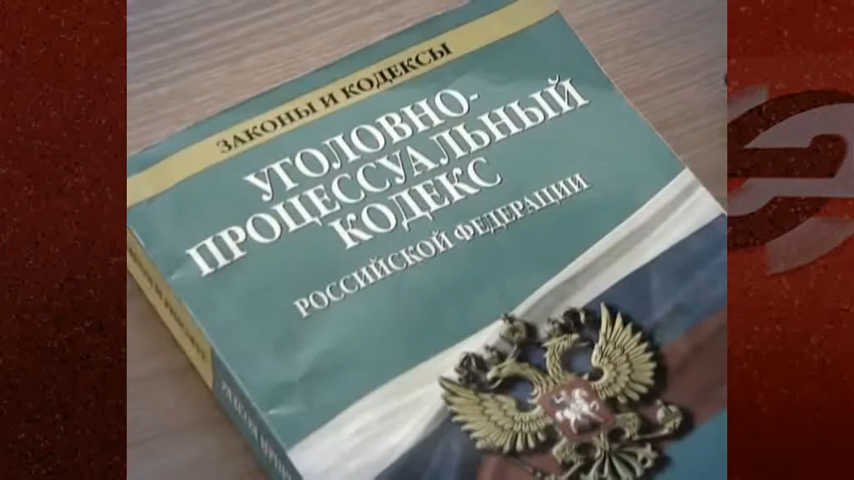 ЗАКОНЫ И КОДЕКСЫ
УГОЛОВНО-
ПРОЦЕССУАЛЬНЫЙ
КОДЕКС
РОССИЙСКОЙ ФЕДЕРАЦИИ